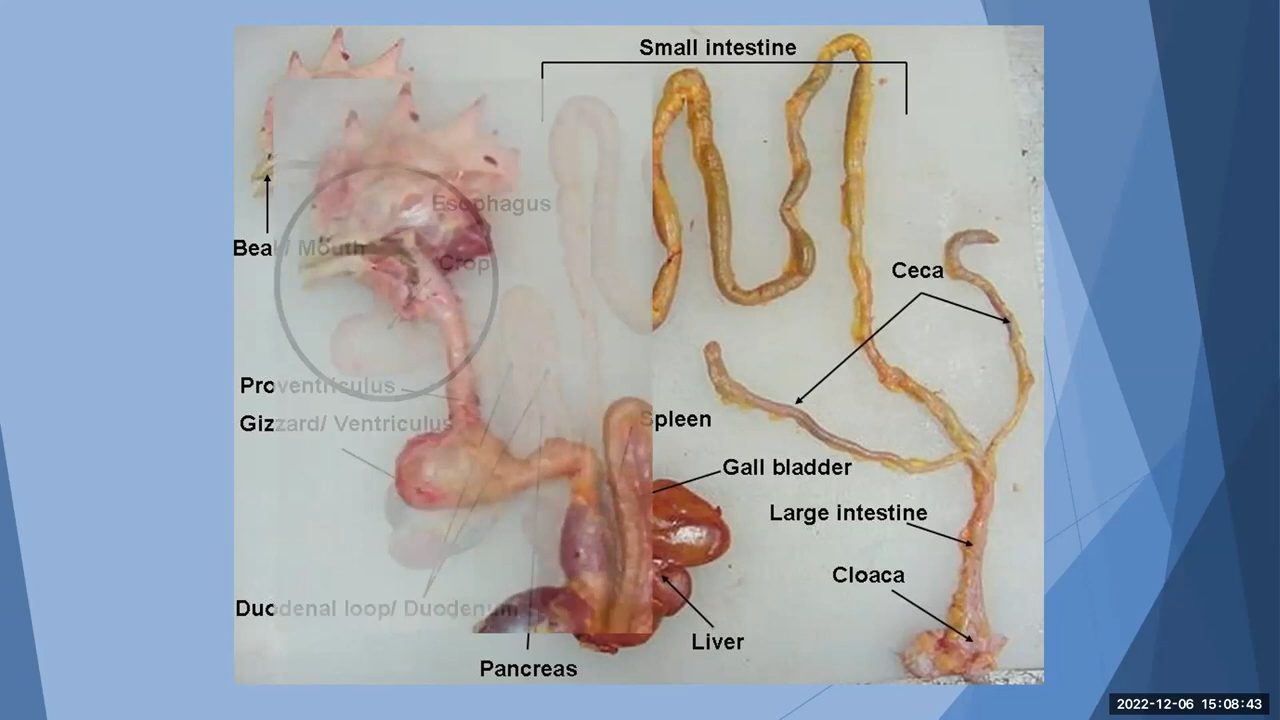 Small intestine
Esophagus
Beak/ Mouth
Crop
Ceca
Proventriculus
Gizzard/ Ventriculus
Spleen
Gall bladder
Large intestine
Cloaca
Duodenal loop/ Duodenum
Liver
Pancreas
2022-12-06 15:08:43